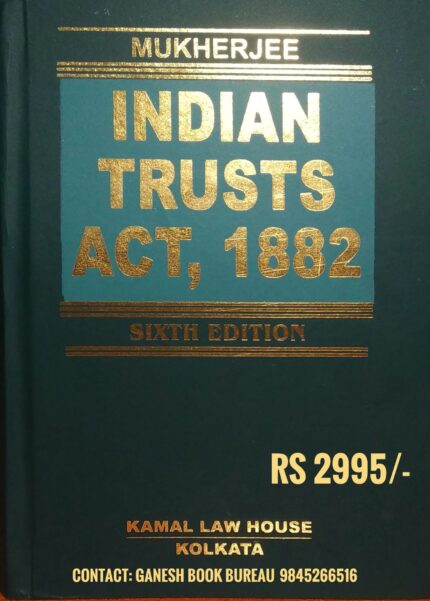 MUKHERJEE
INDIAN
TRUSTS
ACT, 1882
SIXTH EDITION
RS 2995/-
KAMAL LAW HOUSE
KOLKATA
CONTACT: GANESH BOOK BUREAU 9845266516